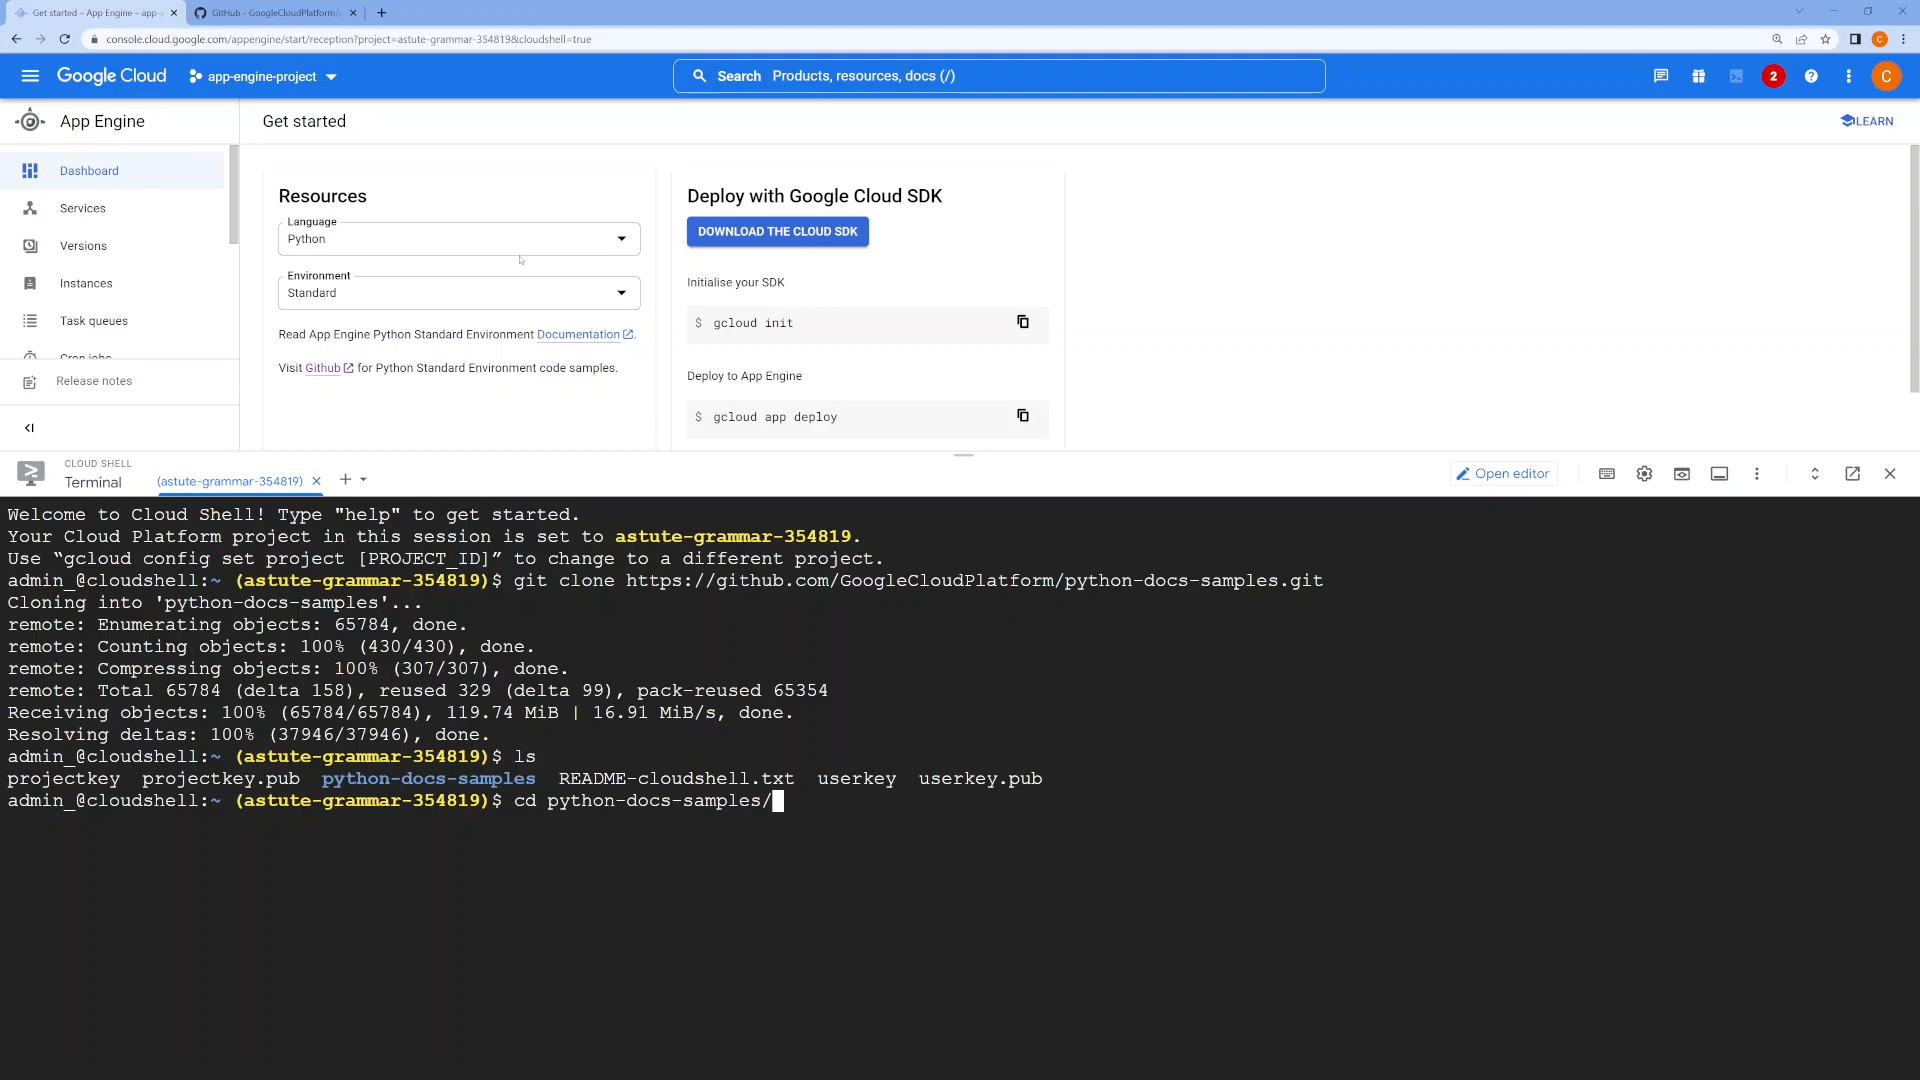 Get started – App Engine – app-
GitHub - GoogleCloudPlatform/
console.cloud.google.com/appengine/start/reception?project=astute-grammar-354819&cloudshell=true
C
Google Cloud
app-engine-project
Search Products, resources, docs (/)
2
C
App Engine
Get started
LEARN
Dashboard
Services
Versions
Instances
Task queues
Cron jobs
Release notes
Resources
Language
Python
Environment
Standard
Read App Engine Python Standard Environment Documentation.
Visit Github for Python Standard Environment code samples.
Deploy with Google Cloud SDK
DOWNLOAD THE CLOUD SDK
Initialise your SDK
$ gcloud init
Deploy to App Engine
$ gcloud app deploy
CLOUD SHELL
Terminal
(astute-grammar-354819)
Open editor
Welcome to Cloud Shell! Type "help" to get started.
Your Cloud Platform project in this session is set to astute-grammar-354819.
Use “gcloud config set project [PROJECT_ID]” to change to a different project.
admin_@cloudshell:~ (astute-grammar-354819)$ git clone https://github.com/GoogleCloudPlatform/python-docs-samples.git
Cloning into 'python-docs-samples'...
remote: Enumerating objects: 65784, done.
remote: Counting objects: 100% (430/430), done.
remote: Compressing objects: 100% (307/307), done.
remote: Total 65784 (delta 158), reused 329 (delta 99), pack-reused 65354
Receiving objects: 100% (65784/65784), 119.74 MiB | 16.91 MiB/s, done.
Resolving deltas: 100% (37946/37946), done.
admin_@cloudshell:~ (astute-grammar-354819)$ ls
projectkey projectkey.pub python-docs-samples README-cloudshell.txt userkey userkey.pub
admin_@cloudshell:~ (astute-grammar-354819)$ cd python-docs-samples/